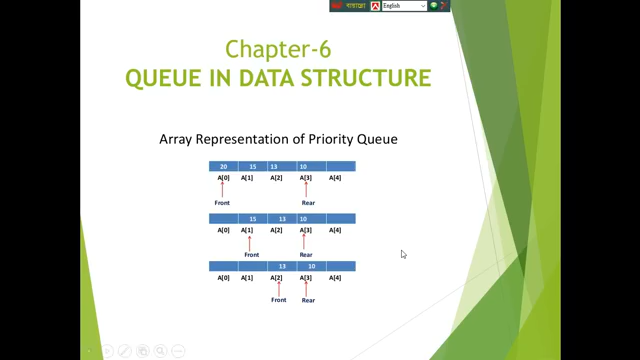 English
Chapter-6
QUEUE IN DATA STRUCTURE
Array Representation of Priority Queue
20 15 13 10
A[0] A[1] A[2] A[3] A[4]
Front Rear
15 13 10
A[0] A[1] A[2] A[3] A[4]
Front Rear
13 10
A[0] A[1] A[2] A[3] A[4]
Front Rear